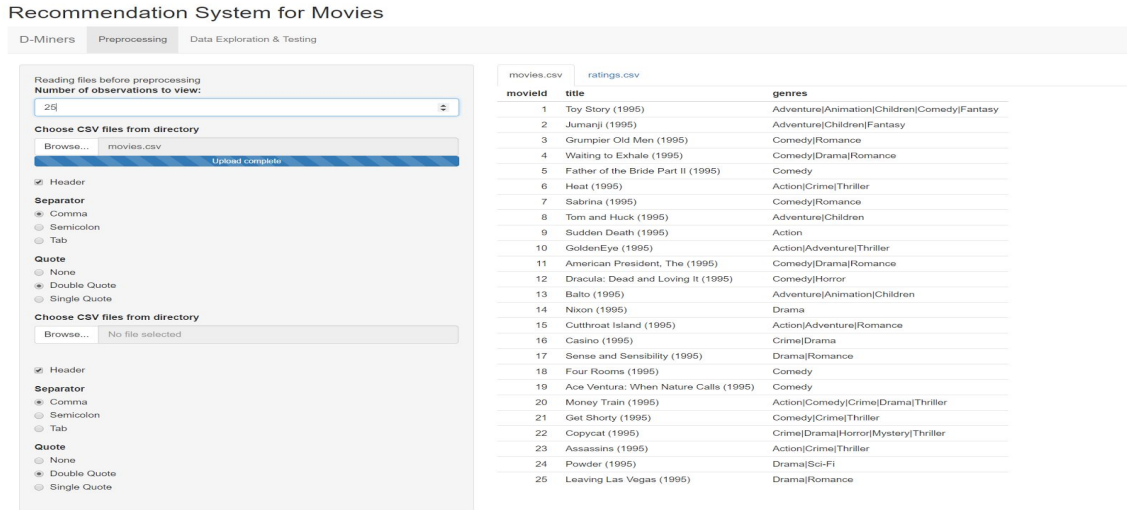 Recommendation System for Movies
D-Miners Preprocessing Data Exploration & Testing
Reading files before preprocessing
Number of observations to view:
25
Choose CSV files from directory
Browse... movies.csv
Upload complete
Header
Separator
Comma
Semicolon
Tab
Quote
None
Double Quote
Single Quote
Choose CSV files from directory
Browse... No file selected
Header
Separator
Comma
Semicolon
Tab
Quote
None
Double Quote
Single Quote
movies.csv ratings.csv
movieId title genres
1 Toy Story (1995) Adventure|Animation|Children|Comedy|Fantasy
2 Jumanji (1995) Adventure|Children|Fantasy
3 Grumpier Old Men (1995) Comedy|Romance
4 Waiting to Exhale (1995) Comedy|Drama|Romance
5 Father of the Bride Part II (1995) Comedy
6 Heat (1995) Action|Crime|Thriller
7 Sabrina (1995) Comedy|Romance
8 Tom and Huck (1995) Adventure|Children
9 Sudden Death (1995) Action
10 GoldenEye (1995) Action|Adventure|Thriller
11 American President, The (1995) Comedy|Drama|Romance
12 Dracula: Dead and Loving It (1995) Comedy|Horror
13 Balto (1995) Adventure|Animation|Children
14 Nixon (1995) Drama
15 Cutthroat Island (1995) Action|Adventure|Romance
16 Casino (1995) Crime|Drama
17 Sense and Sensibility (1995) Drama|Romance
18 Four Rooms (1995) Comedy
19 Ace Ventura: When Nature Calls (1995) Comedy
20 Money Train (1995) Action|Comedy|Crime|Drama|Thriller
21 Get Shorty (1995) Comedy|Crime|Thriller
22 Copycat (1995) Crime|Drama|Horror|Mystery|Thriller
23 Assassins (1995) Action|Crime|Thriller
24 Powder (1995) Drama|Sci-Fi
25 Leaving Las Vegas (1995) Drama|Romance